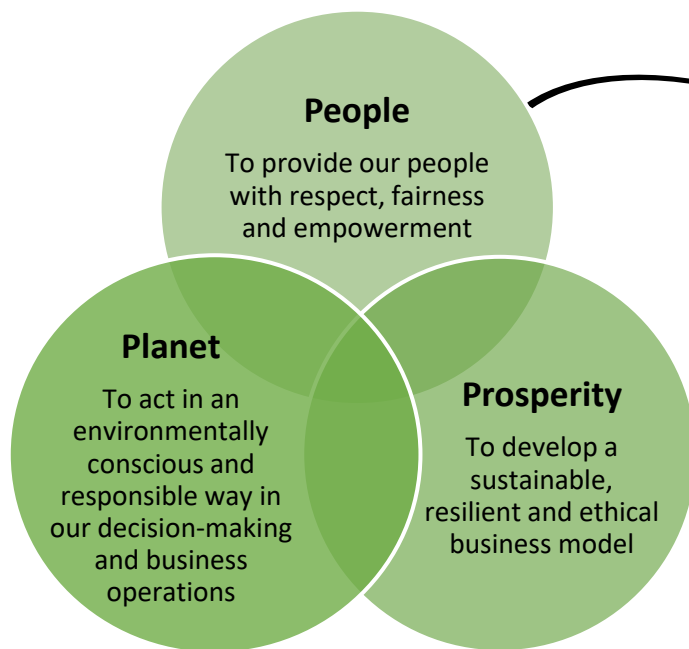 People
To provide our people
with respect, fairness
and empowerment
Planet
To act in an
environmentally
conscious and
responsible way in
our decision-making
and business
operations
Prosperity
To develop a
sustainable,
resilient and ethical
business model